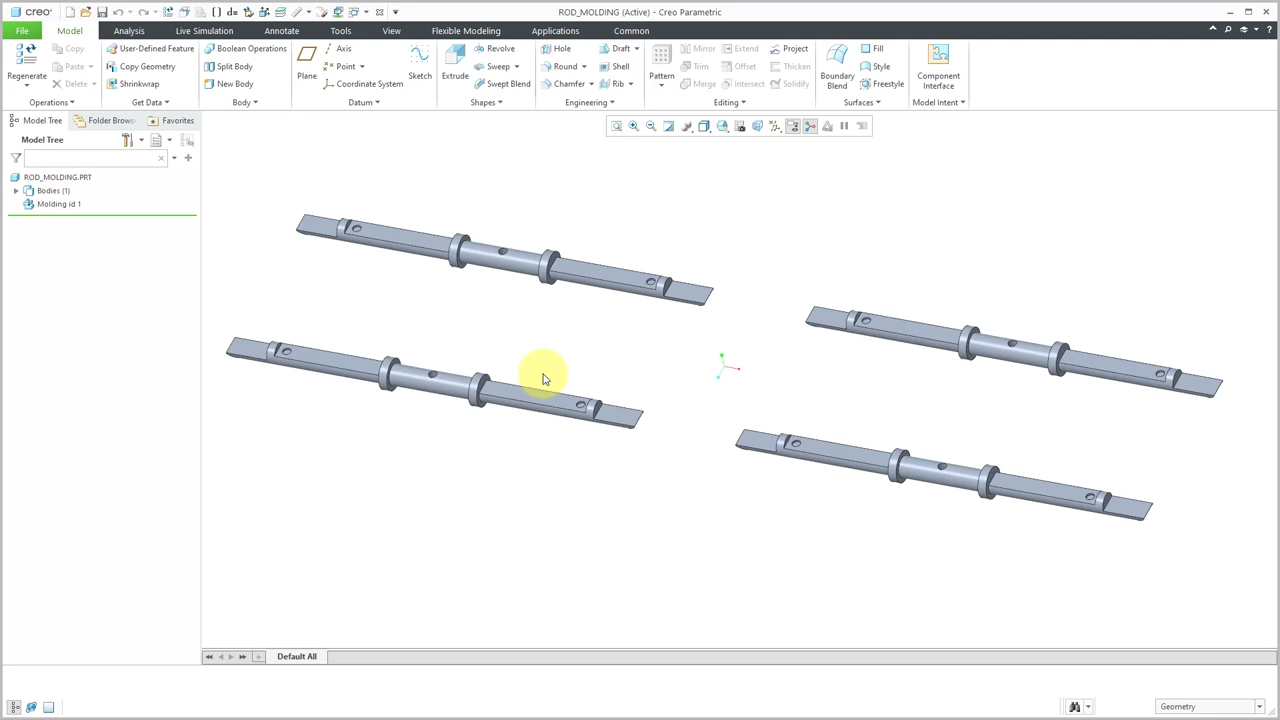 creo
ROD_MOLDING (Active) - Creo Parametric
File Model Analysis Live Simulation Annotate Tools View Flexible Modeling Applications Common
Regenerate
Copy
Paste
Delete
Operations
User-Defined Feature
Copy Geometry
Shrinkwrap
Get Data
Boolean Operations
Split Body
New Body
Body
Plane
Axis
Point
Coordinate System
Sketch
Datum
Extrude
Revolve
Sweep
Swept Blend
Shapes
Hole
Round
Chamfer
Draft
Shell
Rib
Engineering
Pattern
Mirror
Trim
Merge
Extend
Offset
Intersect
Project
Thicken
Solidify
Editing
Boundary
Blend
Fill
Style
Freestyle
Surfaces
Component
Interface
Model Intent
Model Tree Folder Brows Favorites
Model Tree
ROD_MOLDING.PRT
Bodies (1)
Molding id 1
Default All
Geometry